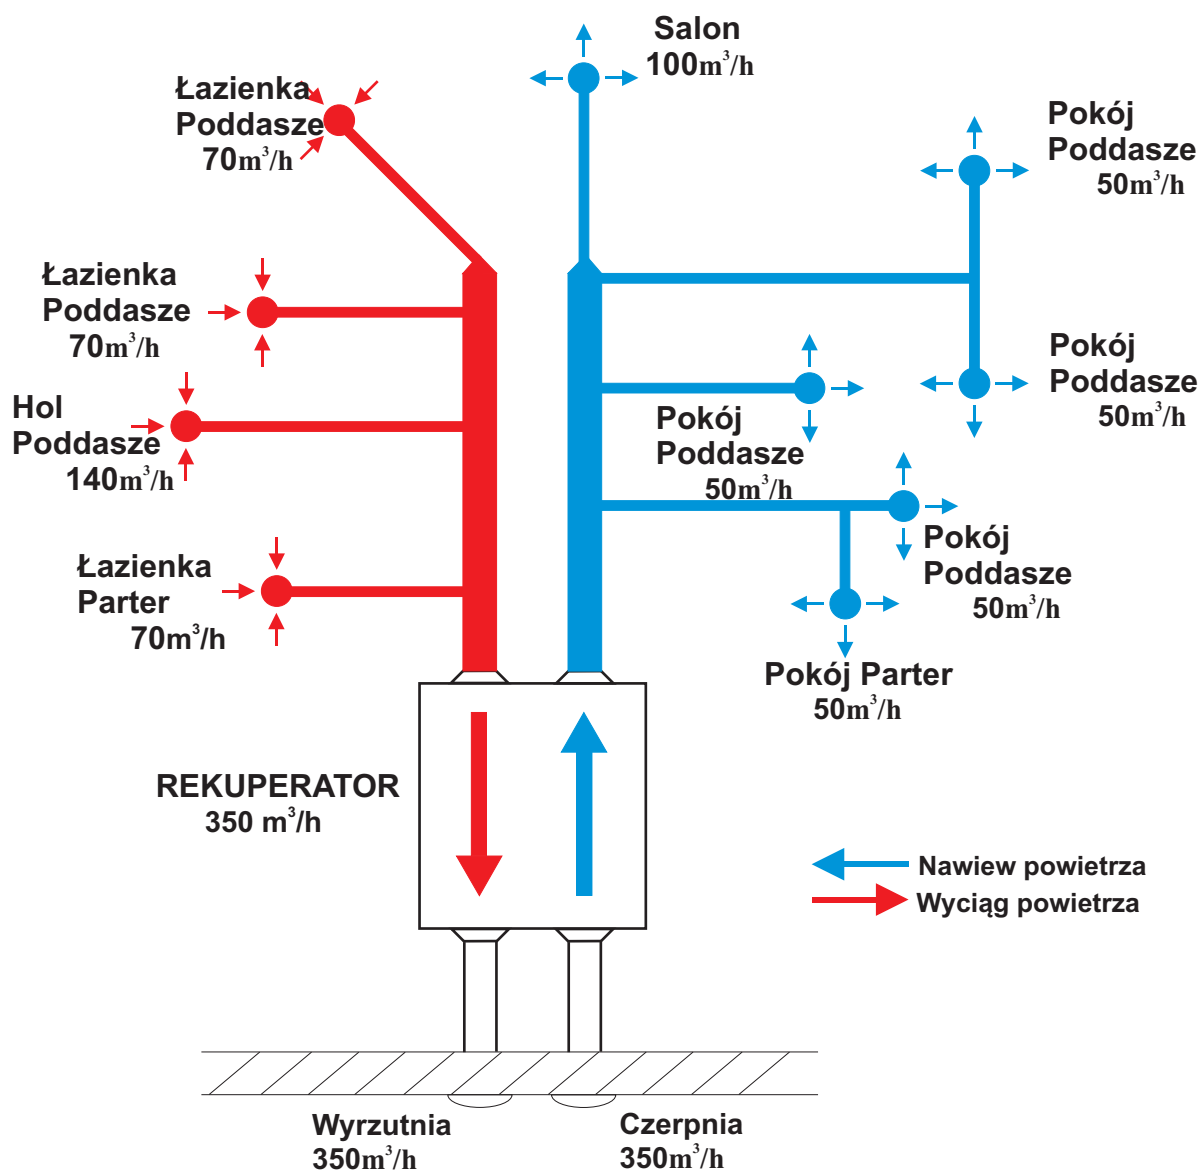 Salon
100m³/h
Łazienka
Poddasze
70m³/h
Pokój
Poddasze
50m³/h
Łazienka
Poddasze
70m³/h
Pokój
Poddasze
50m³/h
Hol
Poddasze
140m³/h
Pokój
Poddasze
50m³/h
Pokój
Poddasze
50m³/h
Łazienka
Parter
70m³/h
Pokój Parter
50m³/h
REKUPERATOR
350 m³/h
Nawiew powietrza
Wyciąg powietrza
Wyrzutnia
350m³/h
Czerpnia
350m³/h